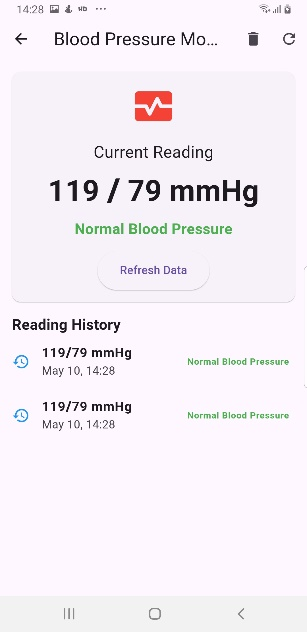 14:28
Blood Pressure Mo...
Current Reading
119 / 79 mmHg
Normal Blood Pressure
Refresh Data
Reading History
119/79 mmHg
May 10, 14:28
Normal Blood Pressure
119/79 mmHg
May 10, 14:28
Normal Blood Pressure